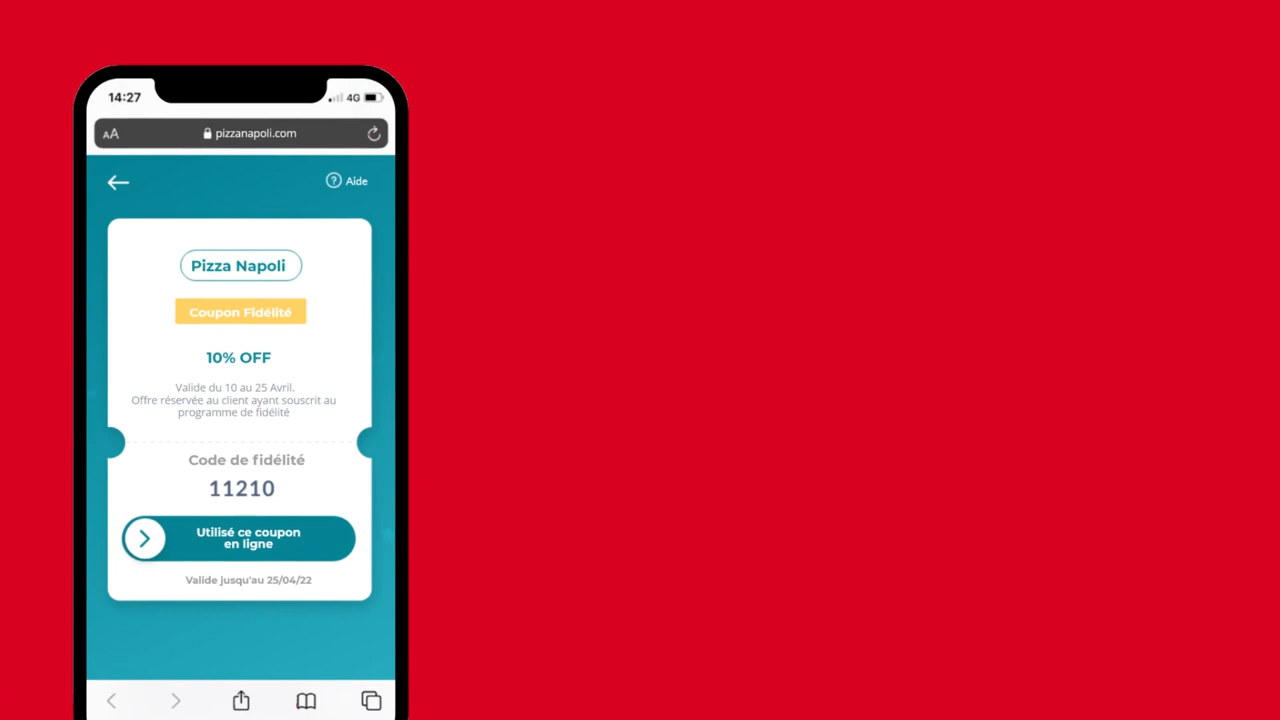 14:27
4G
AA
pizzanapoli.com
? Aide
Pizza Napoli
Coupon Fidélité
10% OFF
Valide du 10 au 25 Avril.
Offre réservée au client ayant souscrit au
programme de fidélité
Code de fidélité
11210
Utilisé ce coupon
en ligne
Valide jusqu'au 25/04/22